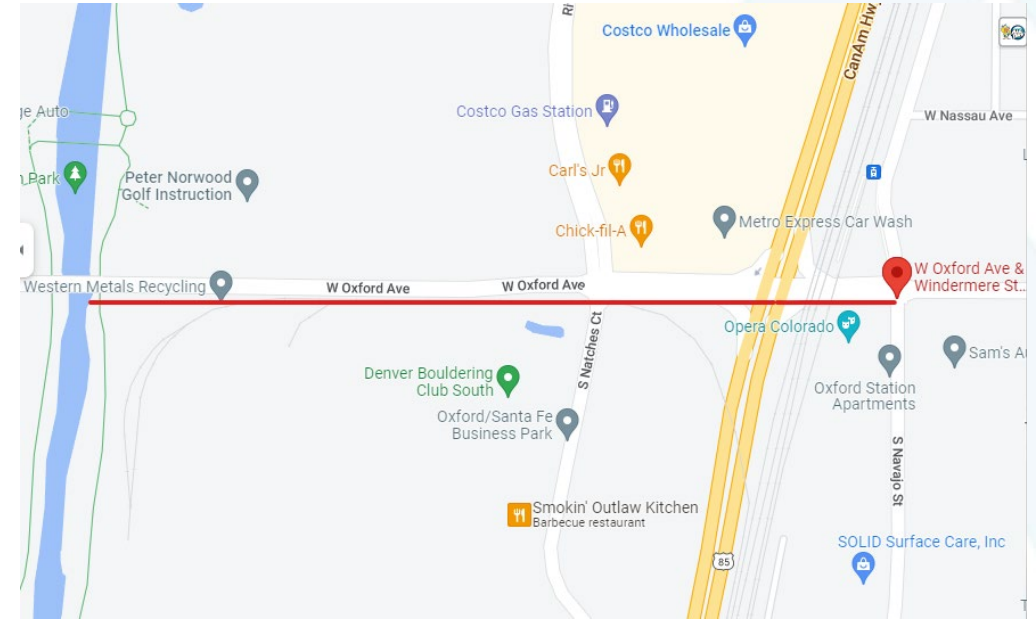 Costco Wholesale
CanAm Hwy
ge Auto
Costco Gas Station
W Nassau Ave
Carl's Jr
Park
Peter Norwood
Golf Instruction
Metro Express Car Wash
Chick-fil-A
Western Metals Recycling
W Oxford Ave
W Oxford Ave
W Oxford Ave &
Windermere St...
Opera Colorado
S Natches Ct
Sam's A
Denver Bouldering
Club South
Oxford Station
Apartments
Oxford/Santa Fe
Business Park
S Navajo St
Smokin' Outlaw Kitchen
Barbecue restaurant
SOLID Surface Care, Inc
85